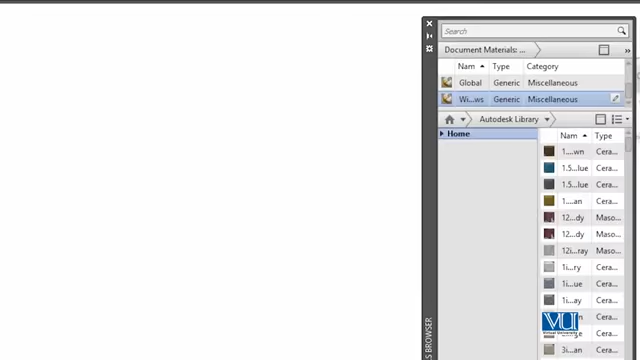 Search
Document Materials: ... »
Nam Type Category
Global Generic Miscellaneous
Wi...ws Generic Miscellaneous
Autodesk Library
Home
Nam Type
1....wn Cera...
1.5...lue Cera...
1.5...lue Cera...
1....an Cera...
12...dy Maso...
12...dy Maso...
12i...ray Maso...
1i...ry Cera...
1i...ue Cera...
1i...ay Cera...
Cera...
VU
Cera...
3i...an Cera...
S BROWSER